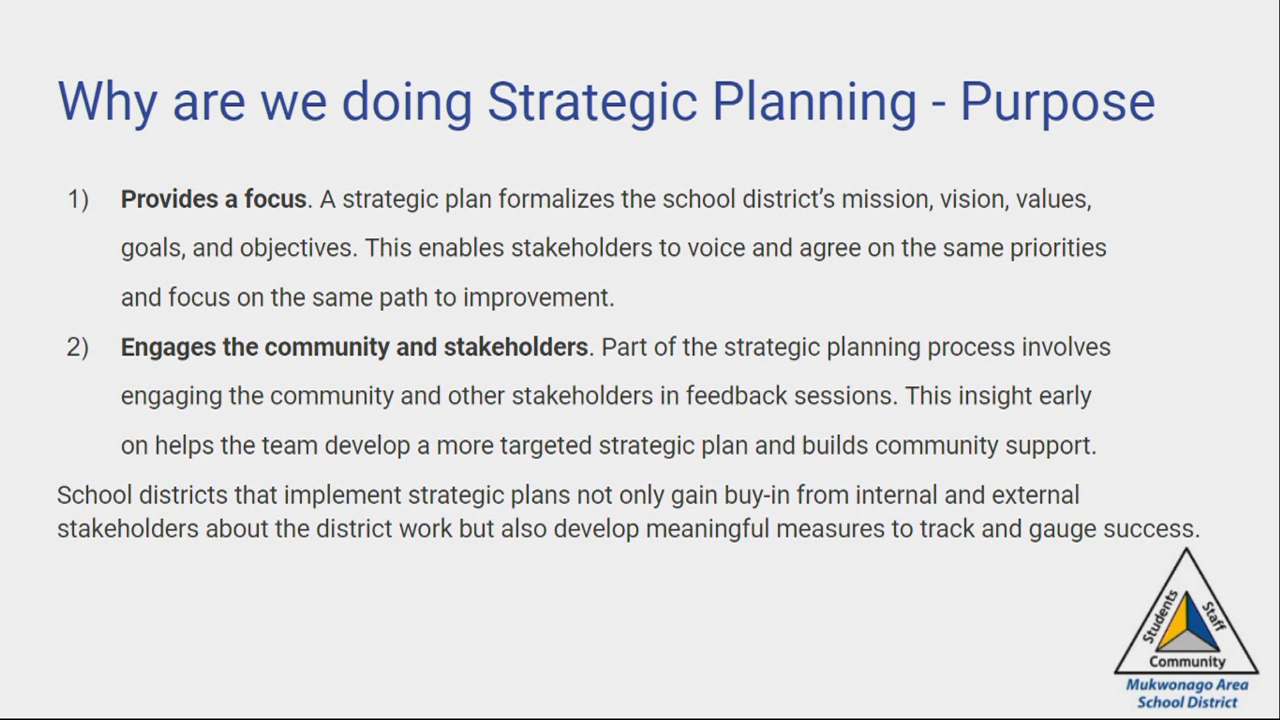 Why are we doing Strategic Planning - Purpose
1) Provides a focus. A strategic plan formalizes the school district’s mission, vision, values,
goals, and objectives. This enables stakeholders to voice and agree on the same priorities
and focus on the same path to improvement.
2) Engages the community and stakeholders. Part of the strategic planning process involves
engaging the community and other stakeholders in feedback sessions. This insight early
on helps the team develop a more targeted strategic plan and builds community support.
School districts that implement strategic plans not only gain buy-in from internal and external
stakeholders about the district work but also develop meaningful measures to track and gauge success.
Students
Staff
Community
Mukwonago Area
School District